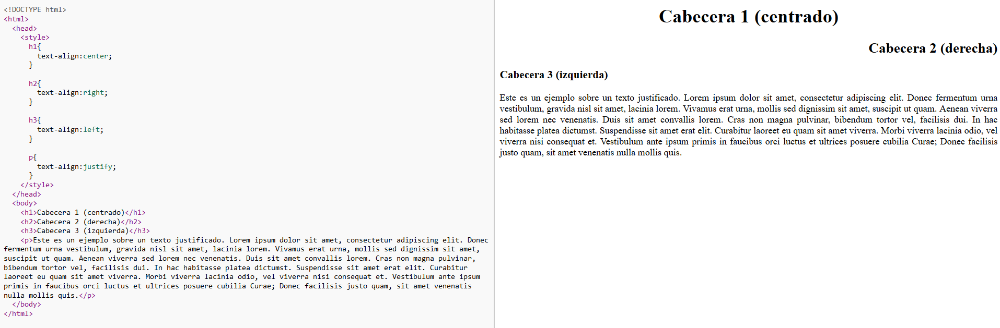 <!DOCTYPE html>
<html>
  <head>
    <style>
      h1{
        text-align:center;
      }

      h2{
        text-align:right;
      }

      h3{
        text-align:left;
      }

      p{
        text-align:justify;
      }
    </style>
  </head>
  <body>
    <h1>Cabecera 1 (centrado)</h1>
    <h2>Cabecera 2 (derecha)</h2>
    <h3>Cabecera 3 (izquierda)</h3>
    <p>Este es un ejemplo sobre un texto justificado. Lorem ipsum dolor sit amet, consectetur adipiscing elit. Donec
fermentum urna vestibulum, gravida nisl sit amet, lacinia lorem. Vivamus erat urna, mollis sed dignissim sit amet,
suscipit ut quam. Aenean viverra sed lorem nec venenatis. Duis sit amet convallis lorem. Cras non magna pulvinar,
bibendum tortor vel, facilisis dui. In hac habitasse platea dictumst. Suspendisse sit amet erat elit. Curabitur
laoreet eu quam sit amet viverra. Morbi viverra lacinia odio, vel viverra nisi consequat et. Vestibulum ante ipsum
primis in faucibus orci luctus et ultrices posuere cubilia Curae; Donec facilisis justo quam, sit amet venenatis
nulla mollis quis.</p>
  </body>
</html>
Cabecera 1 (centrado)
Cabecera 2 (derecha)
Cabecera 3 (izquierda)
Este es un ejemplo sobre un texto justificado. Lorem ipsum dolor sit amet, consectetur adipiscing elit. Donec fermentum urna
vestibulum, gravida nisl sit amet, lacinia lorem. Vivamus erat urna, mollis sed dignissim sit amet, suscipit ut quam. Aenean viverra
sed lorem nec venenatis. Duis sit amet convallis lorem. Cras non magna pulvinar, bibendum tortor vel, facilisis dui. In hac
habitasse platea dictumst. Suspendisse sit amet erat elit. Curabitur laoreet eu quam sit amet viverra. Morbi viverra lacinia odio, vel
viverra nisi consequat et. Vestibulum ante ipsum primis in faucibus orci luctus et ultrices posuere cubilia Curae; Donec facilisis
justo quam, sit amet venenatis nulla mollis quis.